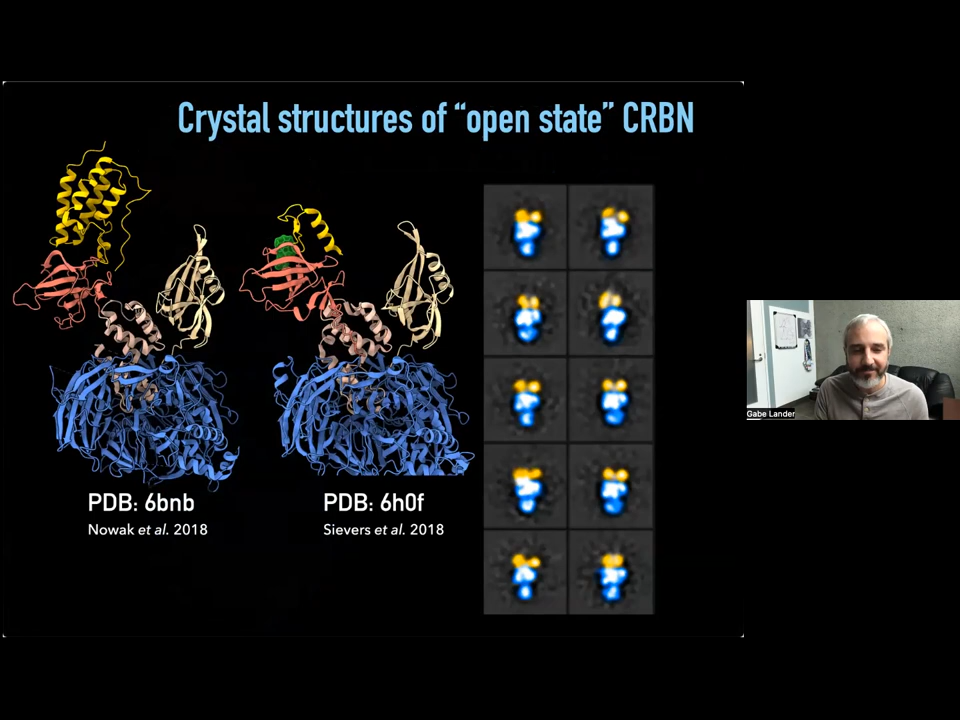 Crystal structures of “open state” CRBN
PDB: 6bnb
Nowak et al. 2018
PDB: 6h0f
Sievers et al. 2018
Gabe Lander